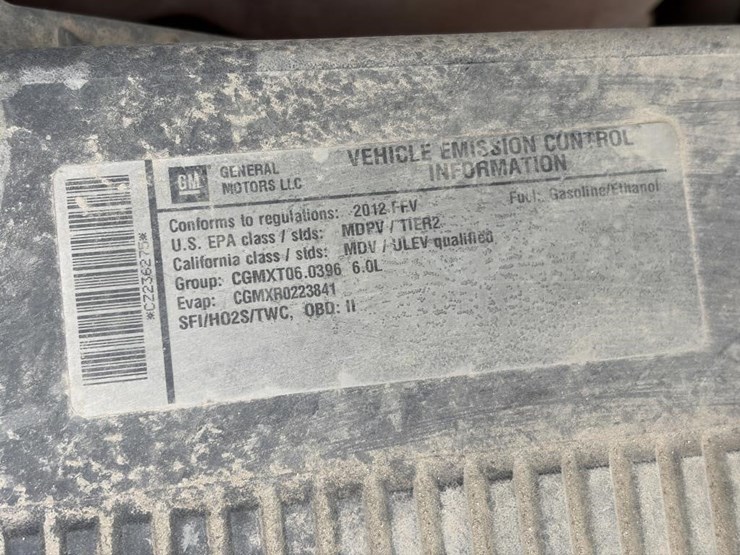 *CZ236275*
GM GENERAL MOTORS LLC
VEHICLE EMISSION CONTROL
INFORMATION
Conforms to regulations: 2012 FFV Fuel: Gasoline/Ethanol
U.S. EPA class / stds: MDPV / TIER2
California class / stds: MDV / ULEV qualified
Group: CGMXT06.0396 6.0L
Evap: CGMXR0223841
SFI/HO2S/TWC, OBD: II